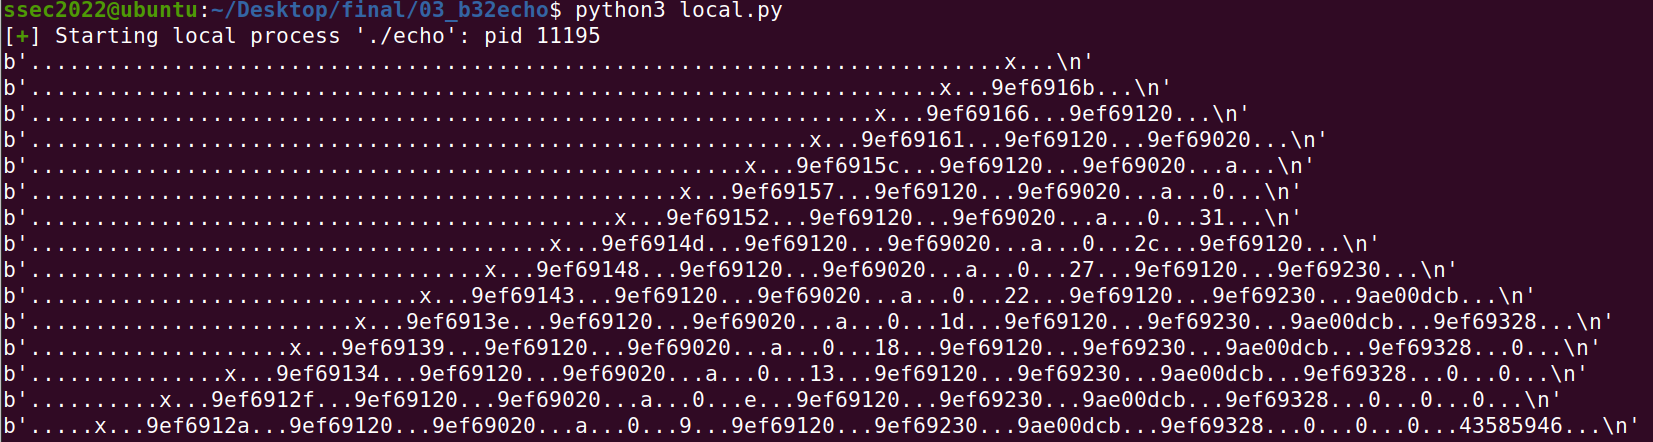 ssec2022@ubuntu:~/Desktop/final/03_b32echo$ python3 local.py
[+] Starting local process './echo': pid 11195
b'...........................................................................x...\n'
b'......................................................................x...9ef6916b...\n'
b'.................................................................x...9ef69166...9ef69120...\n'
b'............................................................x...9ef69161...9ef69120...9ef69020...\n'
b'.......................................................x...9ef6915c...9ef69120...9ef69020...a...\n'
b'..................................................x...9ef69157...9ef69120...9ef69020...a...0...\n'
b'.............................................x...9ef69152...9ef69120...9ef69020...a...0...31...\n'
b'........................................x...9ef6914d...9ef69120...9ef69020...a...0...2c...9ef69120...\n'
b'...................................x...9ef69148...9ef69120...9ef69020...a...0...27...9ef69120...9ef69230...\n'
b'..............................x...9ef69143...9ef69120...9ef69020...a...0...22...9ef69120...9ef69230...9ae00dcb...\n'
b'.........................x...9ef6913e...9ef69120...9ef69020...a...0...1d...9ef69120...9ef69230...9ae00dcb...9ef69328...\n'
b'....................x...9ef69139...9ef69120...9ef69020...a...0...18...9ef69120...9ef69230...9ae00dcb...9ef69328...0...\n'
b'...............x...9ef69134...9ef69120...9ef69020...a...0...13...9ef69120...9ef69230...9ae00dcb...9ef69328...0...0...\n'
b'..........x...9ef6912f...9ef69120...9ef69020...a...0...e...9ef69120...9ef69230...9ae00dcb...9ef69328...0...0...0...\n'
b'.....x...9ef6912a...9ef69120...9ef69020...a...0...9...9ef69120...9ef69230...9ae00dcb...9ef69328...0...0...0...43585946...\n'